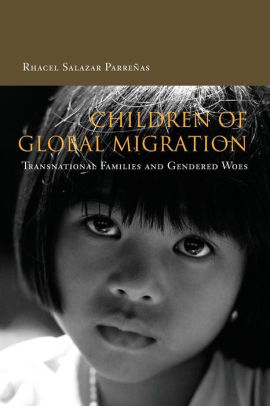 Rhacel Salazar Parreñas
Children of
Global Migration
Transnational Families and Gendered Woes